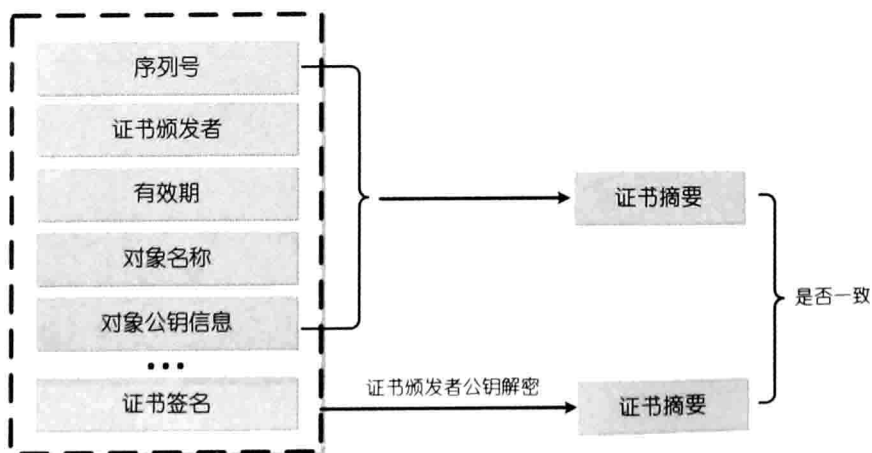 序列号
证书颁发者
有效期
对象名称
对象公钥信息
...
证书签名
证书摘要
证书颁发者公钥解密
证书摘要
是否一致